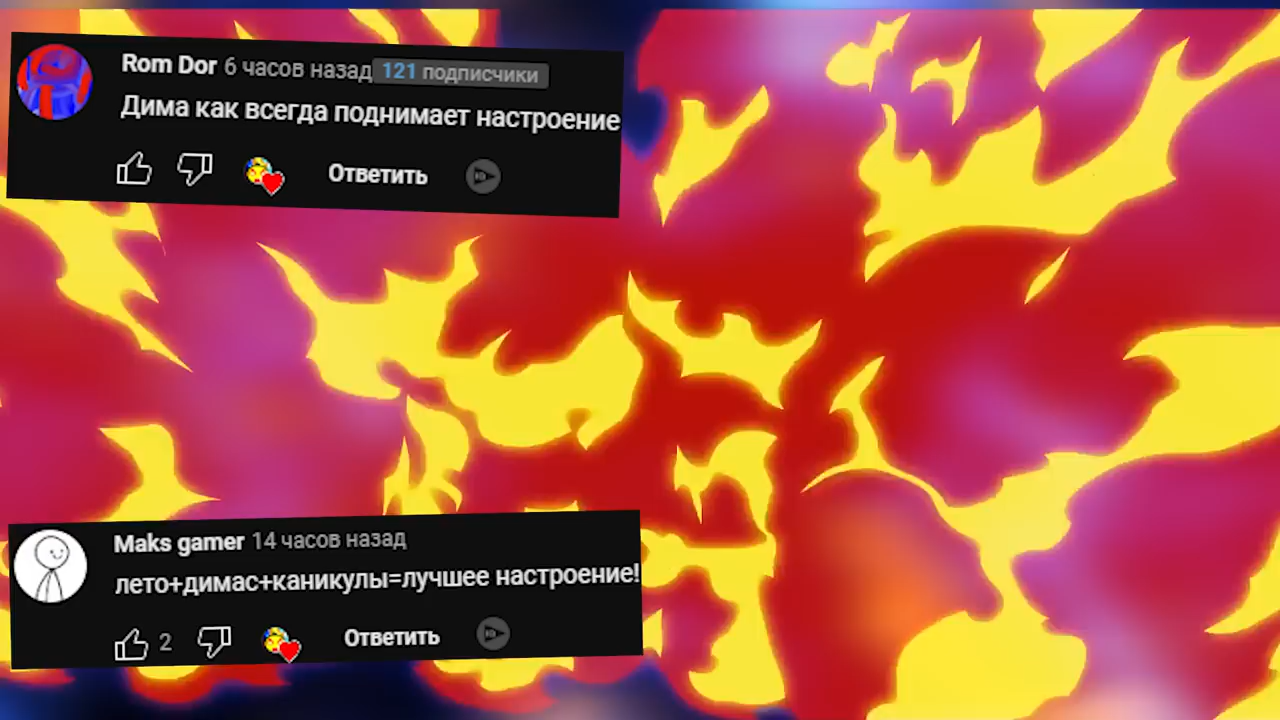 Rom Dor 6 часов назад 121 подписчики
Дима как всегда поднимает настроение
Ответить
Maks gamer 14 часов назад
лето+димас+каникулы=лучшее настроение!
2 Ответить